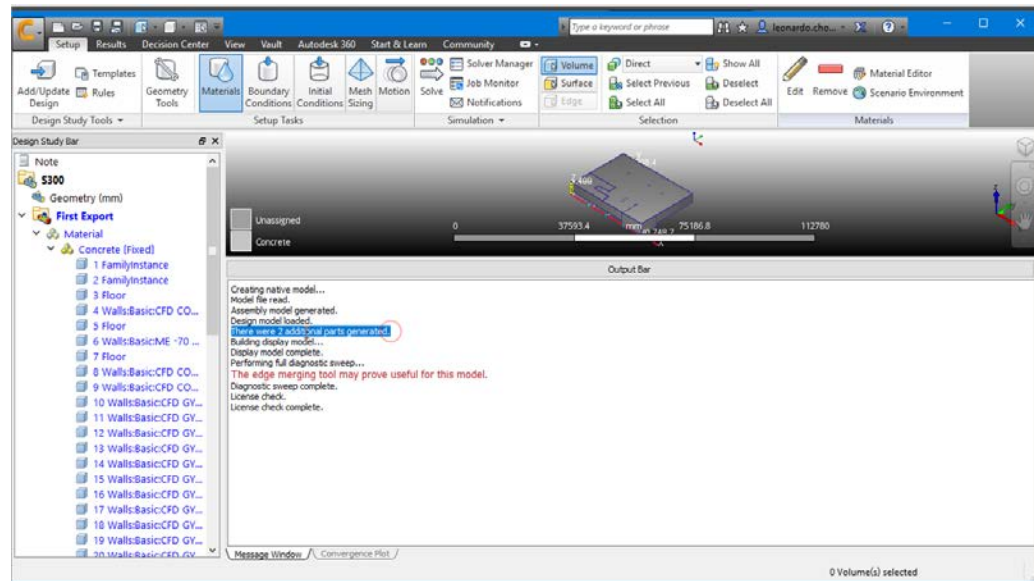 Type a keyword or phrase
leonardo.cho...
Setup Results Decision Center View Vault Autodesk 360 Start & Learn Community
Add/Update Design
Templates
Rules
Geometry Tools
Materials
Boundary Conditions
Initial Conditions
Mesh Sizing
Motion
Solve
Solver Manager
Job Monitor
Notifications
Volume
Surface
Edge
Direct
Select Previous
Select All
Show All
Deselect
Deselect All
Edit
Remove
Material Editor
Scenario Environment
Design Study Tools
Setup Tasks
Simulation
Selection
Materials
Design Study Bar
Note
S300
Geometry (mm)
First Export
Material
Concrete [Fixed]
1 FamilyInstance
2 FamilyInstance
3 Floor
4 Walls:Basic:CFD CO...
5 Floor
6 Walls:Basic:ME -70 ...
7 Floor
8 Walls:Basic:CFD CO...
9 Walls:Basic:CFD CO...
10 Walls:Basic:CFD GY...
11 Walls:Basic:CFD GY...
12 Walls:Basic:CFD GY...
13 Walls:Basic:CFD GY...
14 Walls:Basic:CFD GY...
15 Walls:Basic:CFD GY...
16 Walls:Basic:CFD GY...
17 Walls:Basic:CFD GY...
18 Walls:Basic:CFD GY...
19 Walls:Basic:CFD GY...
20 Walls:Basic:CFD GY...
Unassigned
Concrete
0 37593.4 mm 75186.8 112780
Output Bar
Creating native model...
Model file read.
Assembly model generated.
Design model loaded.
There were 2 additional parts generated.
Building display model...
Display model complete.
Performing full diagnostic sweep...
The edge merging tool may prove useful for this model.
Diagnostic sweep complete.
License check.
License check complete.
Message Window Convergence Plot
0 Volume(s) selected